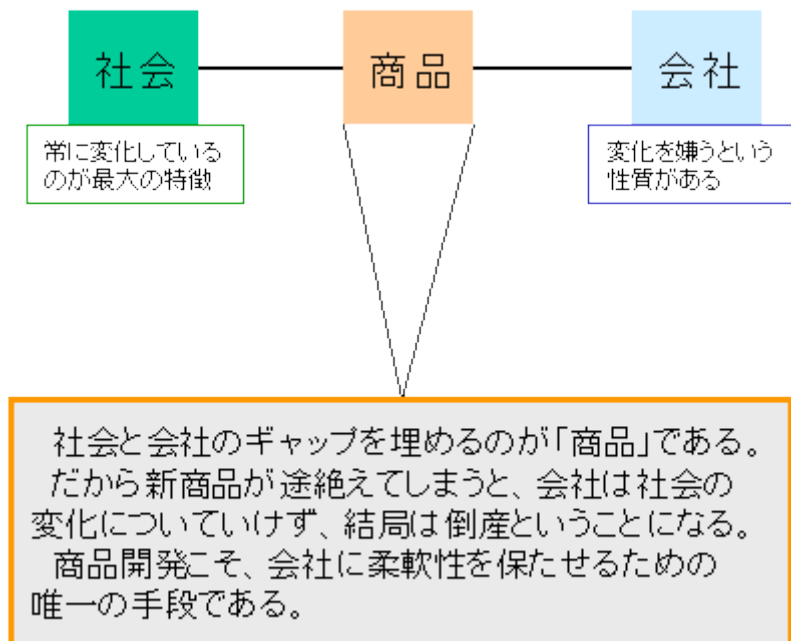 社会
商品
会社
常に変化している
のが最大の特徴
変化を嫌うという
性質がある
社会と会社のギャップを埋めるのが「商品」である。
だから新商品が途絶えてしまうと、会社は社会の
変化についていけず、結局は倒産ということになる。
商品開発こそ、会社に柔軟性を保たせるための
唯一の手段である。